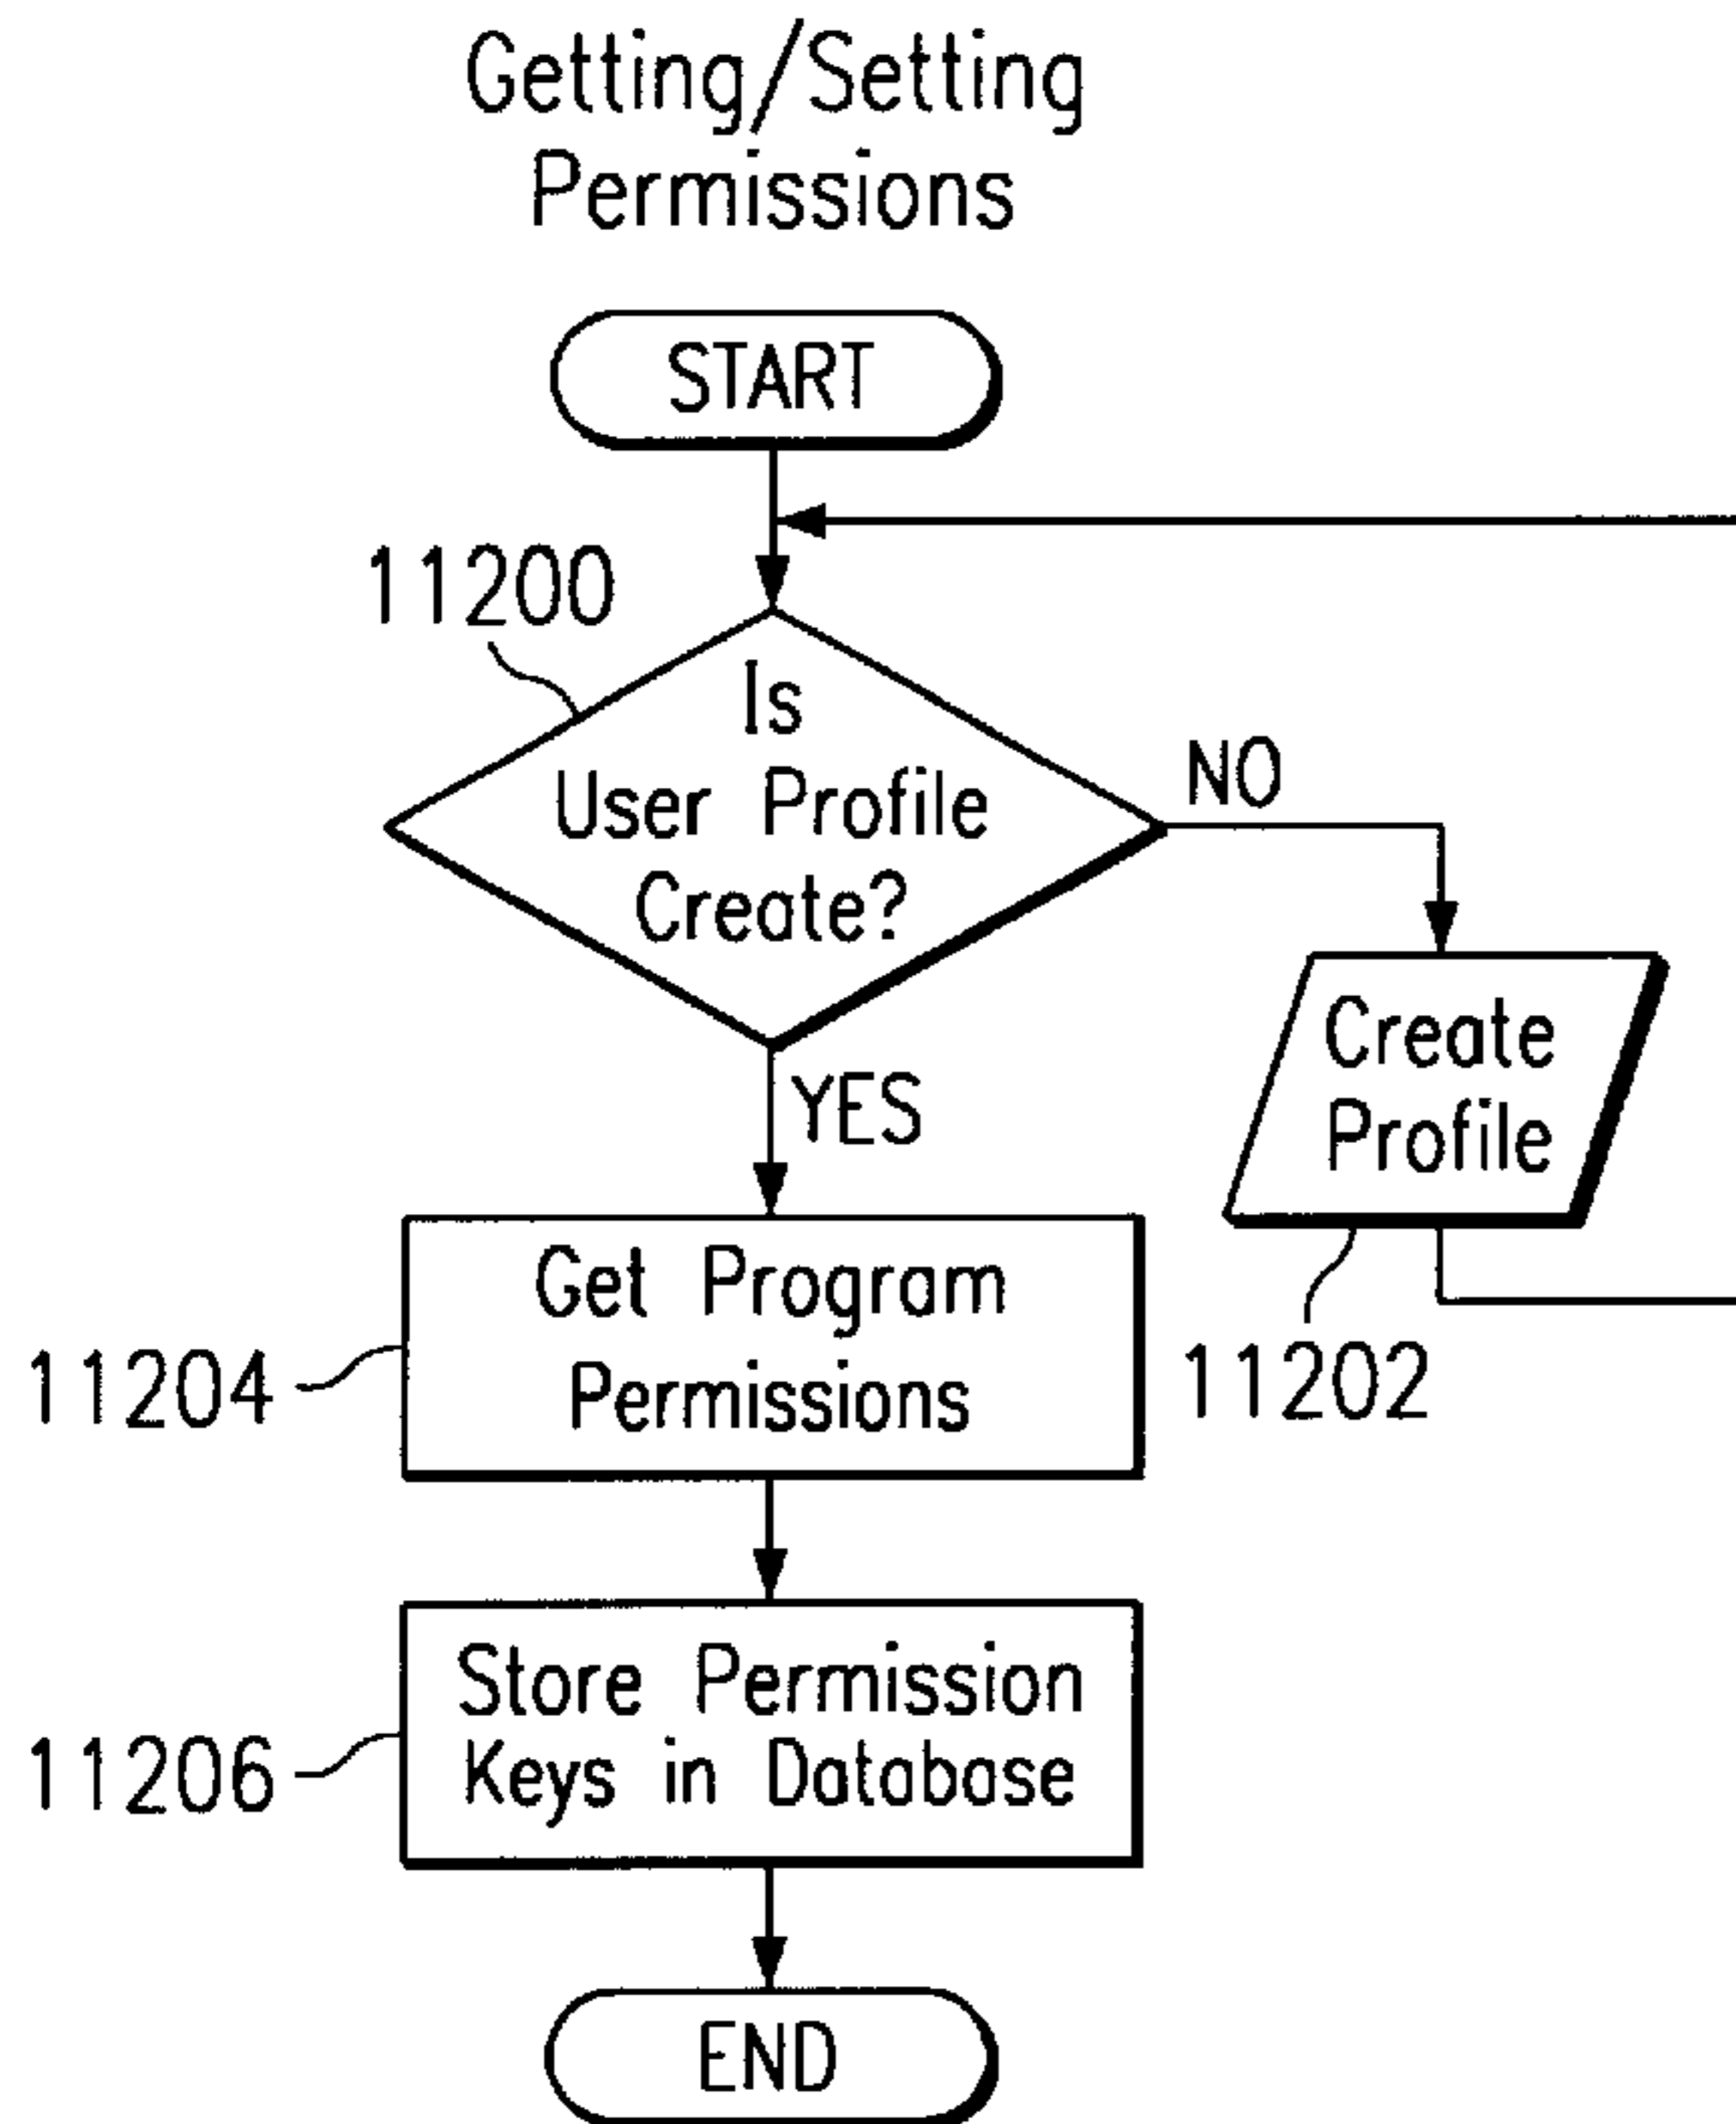 Getting/Setting
Permissions
START
11200
Is
User Profile
Create?
NO
YES
Create
Profile
11202
Get Program
Permissions
11204
Store Permission
Keys in Database
11206
END